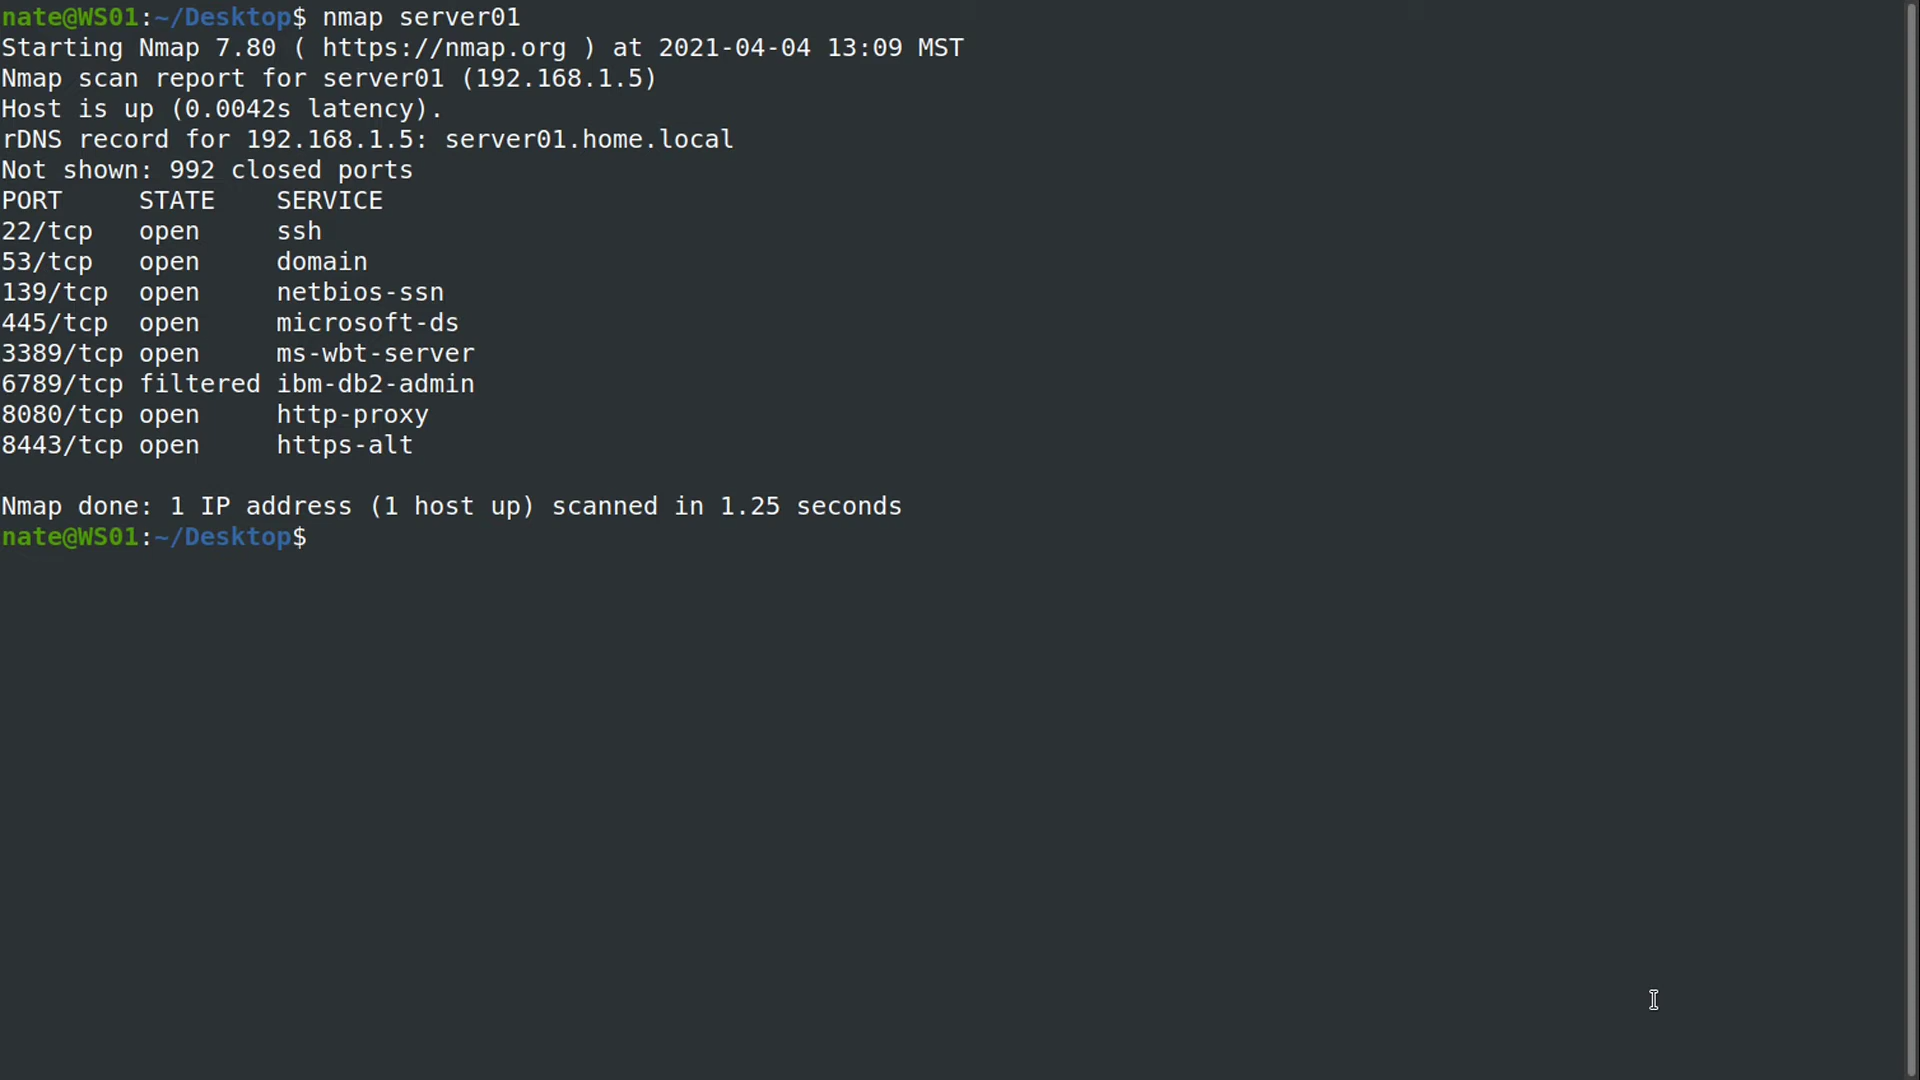 nate@WS01:~/Desktop$ nmap server01
Starting Nmap 7.80 ( https://nmap.org ) at 2021-04-04 13:09 MST
Nmap scan report for server01 (192.168.1.5)
Host is up (0.0042s latency).
rDNS record for 192.168.1.5: server01.home.local
Not shown: 992 closed ports
PORT     STATE    SERVICE
22/tcp   open     ssh
53/tcp   open     domain
139/tcp  open     netbios-ssn
445/tcp  open     microsoft-ds
3389/tcp open     ms-wbt-server
6789/tcp filtered ibm-db2-admin
8080/tcp open     http-proxy
8443/tcp open     https-alt

Nmap done: 1 IP address (1 host up) scanned in 1.25 seconds
nate@WS01:~/Desktop$